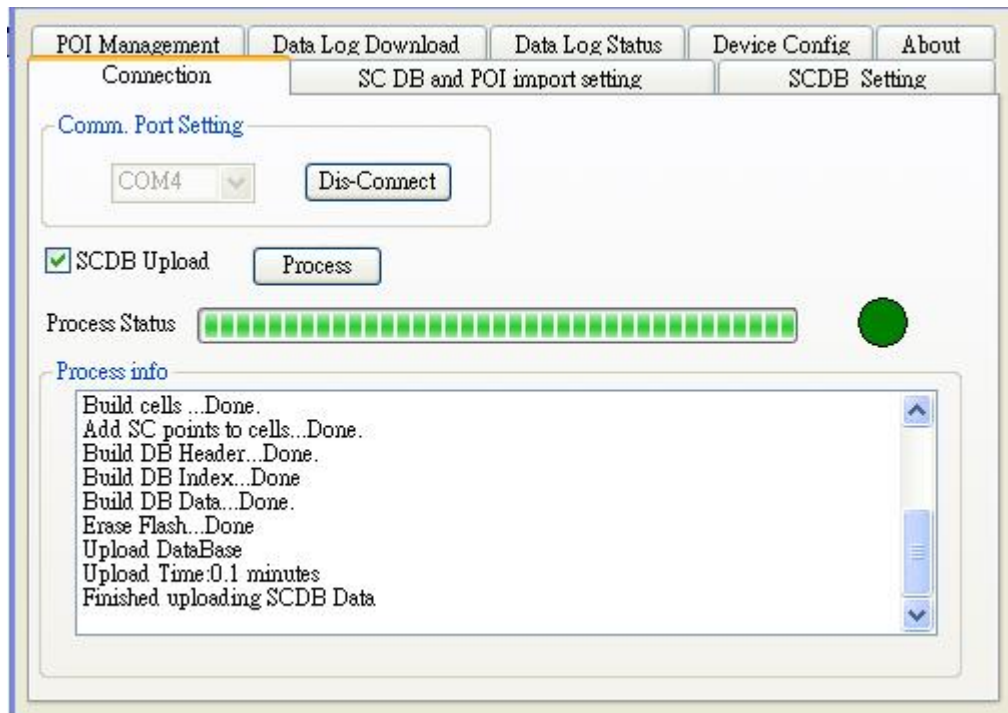 POI Management Data Log Download Data Log Status Device Config About
Connection SC DB and POI import setting SCDB Setting
Comm. Port Setting
COM4 Dis-Connect
SCDB Upload Process
Process Status
Process info
Build cells ...Done.
Add SC points to cells...Done.
Build DB Header...Done.
Build DB Index...Done
Build DB Data...Done.
Erase Flash...Done
Upload DataBase
Upload Time:0.1 minutes
Finished uploading SCDB Data